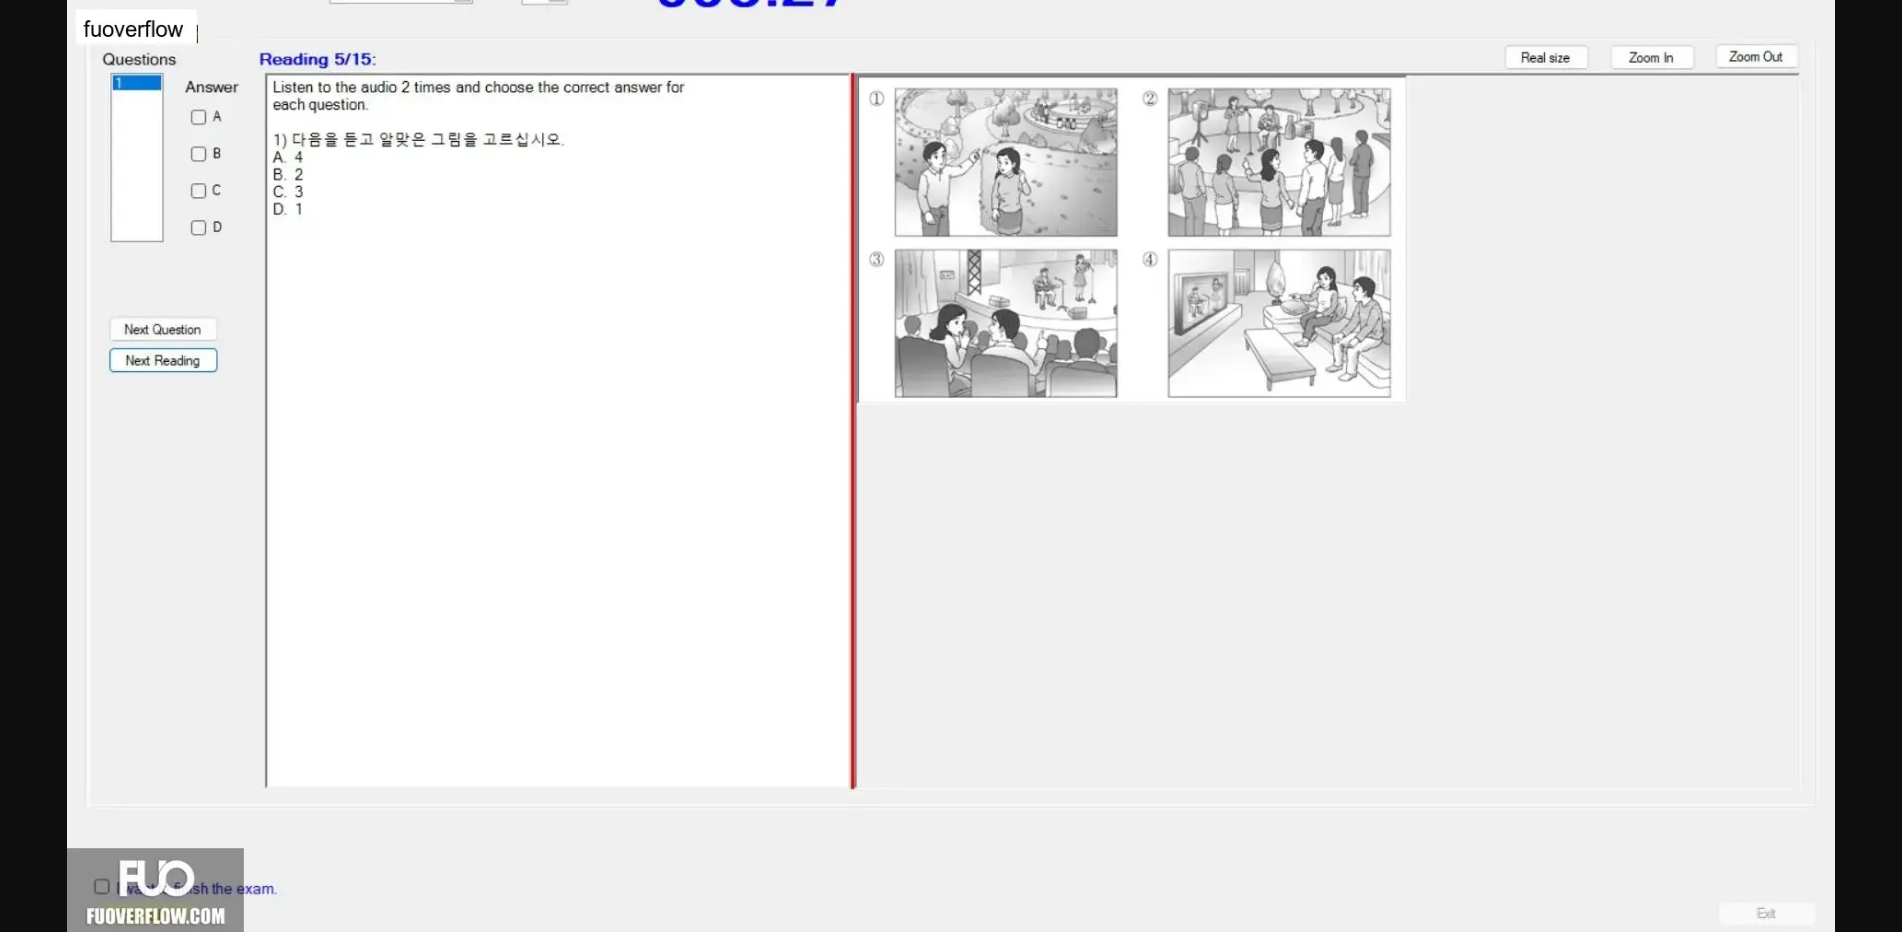 fuoverflow
Questions
Reading 5/15:
Real size
Zoom In
Zoom Out
1
Answer
A
B
C
D
Next Question
Next Reading
Listen to the audio 2 times and choose the correct answer for
each question.
1) 다음을 듣고 알맞은 그림을 고르십시오.
A. 4
B. 2
C. 3
D. 1
①
②
③
④
FUO
the exam.
FUOVERFLOW.COM
Exit